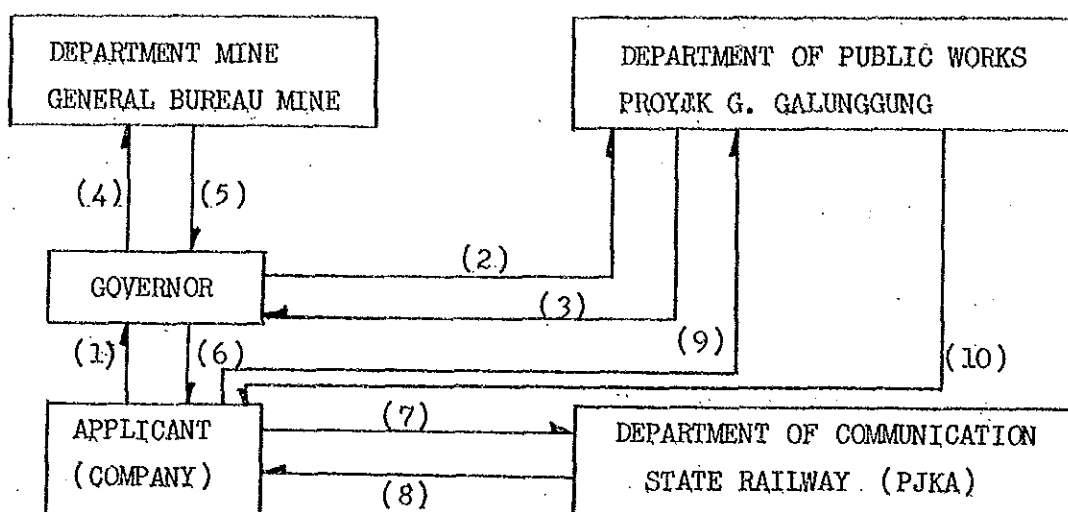 DEPARTMENT MINE
GENERAL BUREAU MINE
DEPARTMENT OF PUBLIC WORKS
PROYJK G. GALUNGGUNG
(4)
(5)
(2)
GOVERNOR
(3)
(1)
(6)
(9)
(10)
APPLICANT
(COMPANY)
(7)
(8)
DEPARTMENT OF COMMUNICATION
STATE RAILWAY (PJKA)